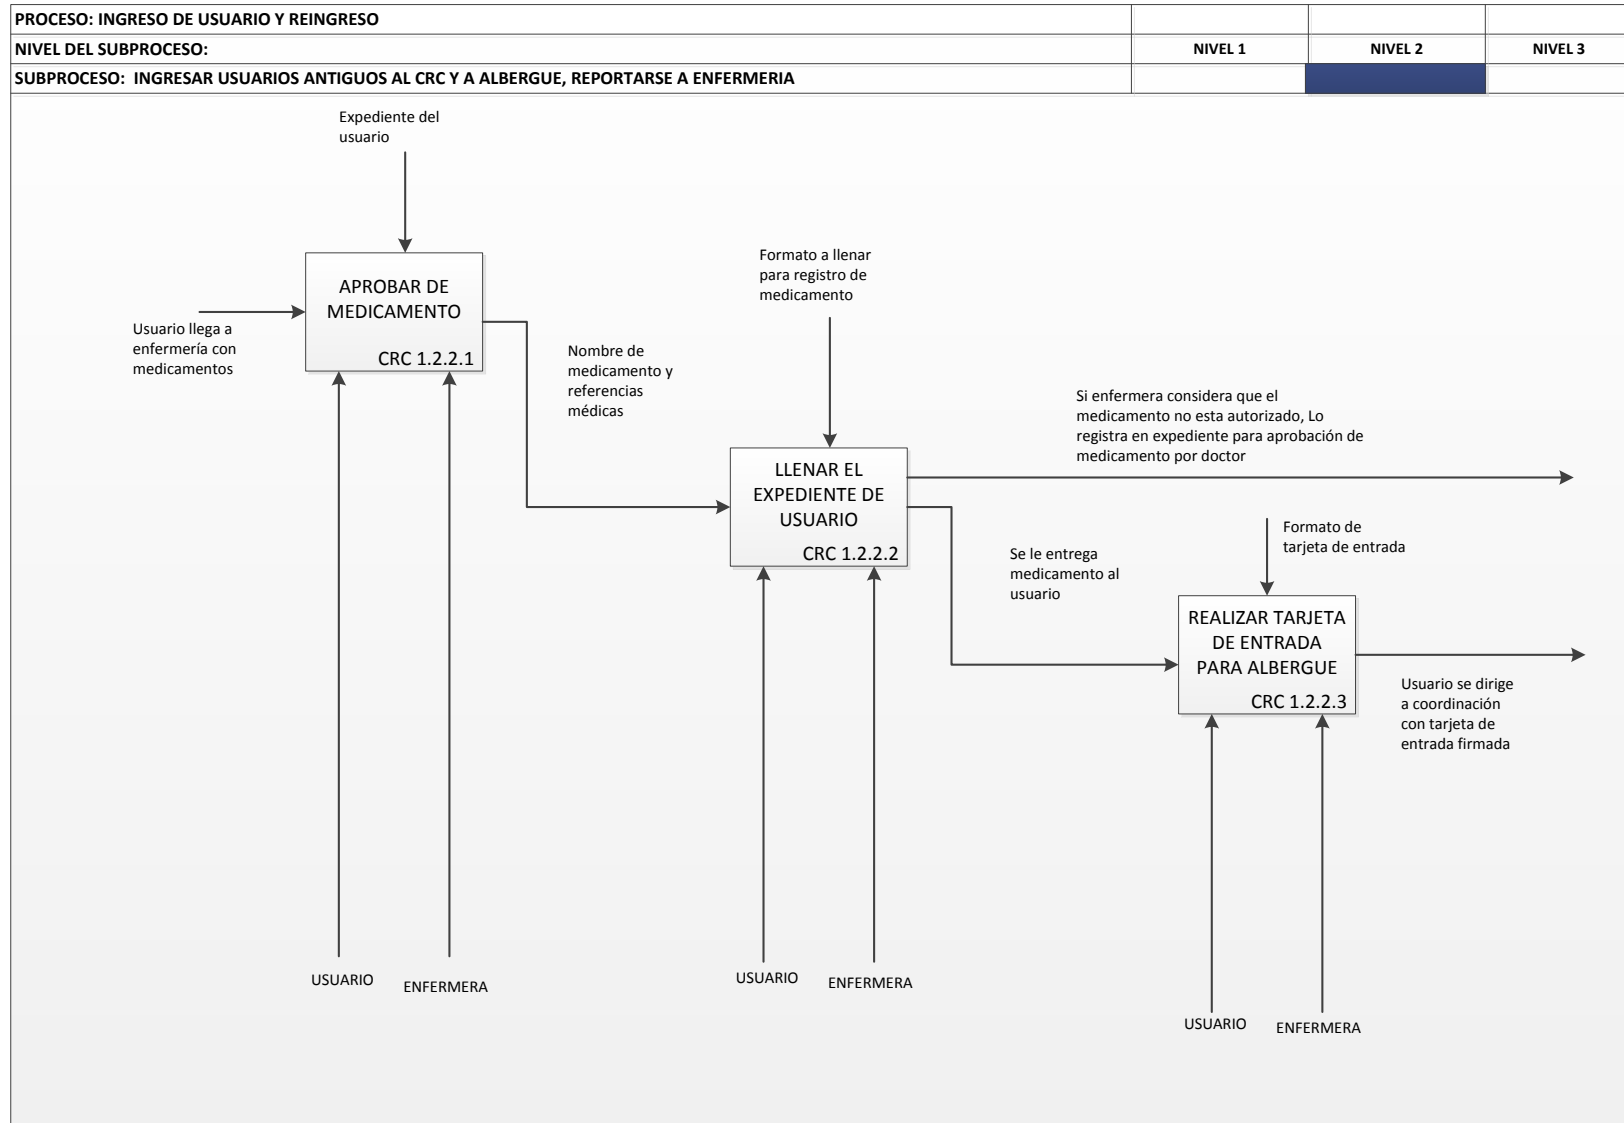 PROCESO: INGRESO DE USUARIO Y REINGRESO
NIVEL DEL SUBPROCESO:
NIVEL 1
NIVEL 2
NIVEL 3
SUBPROCESO:  INGRESAR USUARIOS ANTIGUOS AL CRC Y A ALBERGUE, REPORTARSE A ENFERMERIA
Expediente del
usuario
APROBAR DE
MEDICAMENTO
CRC 1.2.2.1
Usuario llega a
enfermería con
medicamentos
Formato a llenar
para registro de
medicamento
Nombre de
medicamento y
referencias
médicas
Si enfermera considera que el
medicamento no esta autorizado, Lo
registra en expediente para aprobación de
medicamento por doctor
LLENAR EL
EXPEDIENTE DE
USUARIO
CRC 1.2.2.2
Formato de
tarjeta de entrada
Se le entrega
medicamento al
usuario
REALIZAR TARJETA
DE ENTRADA
PARA ALBERGUE
CRC 1.2.2.3
Usuario se dirige
a coordinación
con tarjeta de
entrada firmada
USUARIO
ENFERMERA
USUARIO
ENFERMERA
USUARIO
ENFERMERA